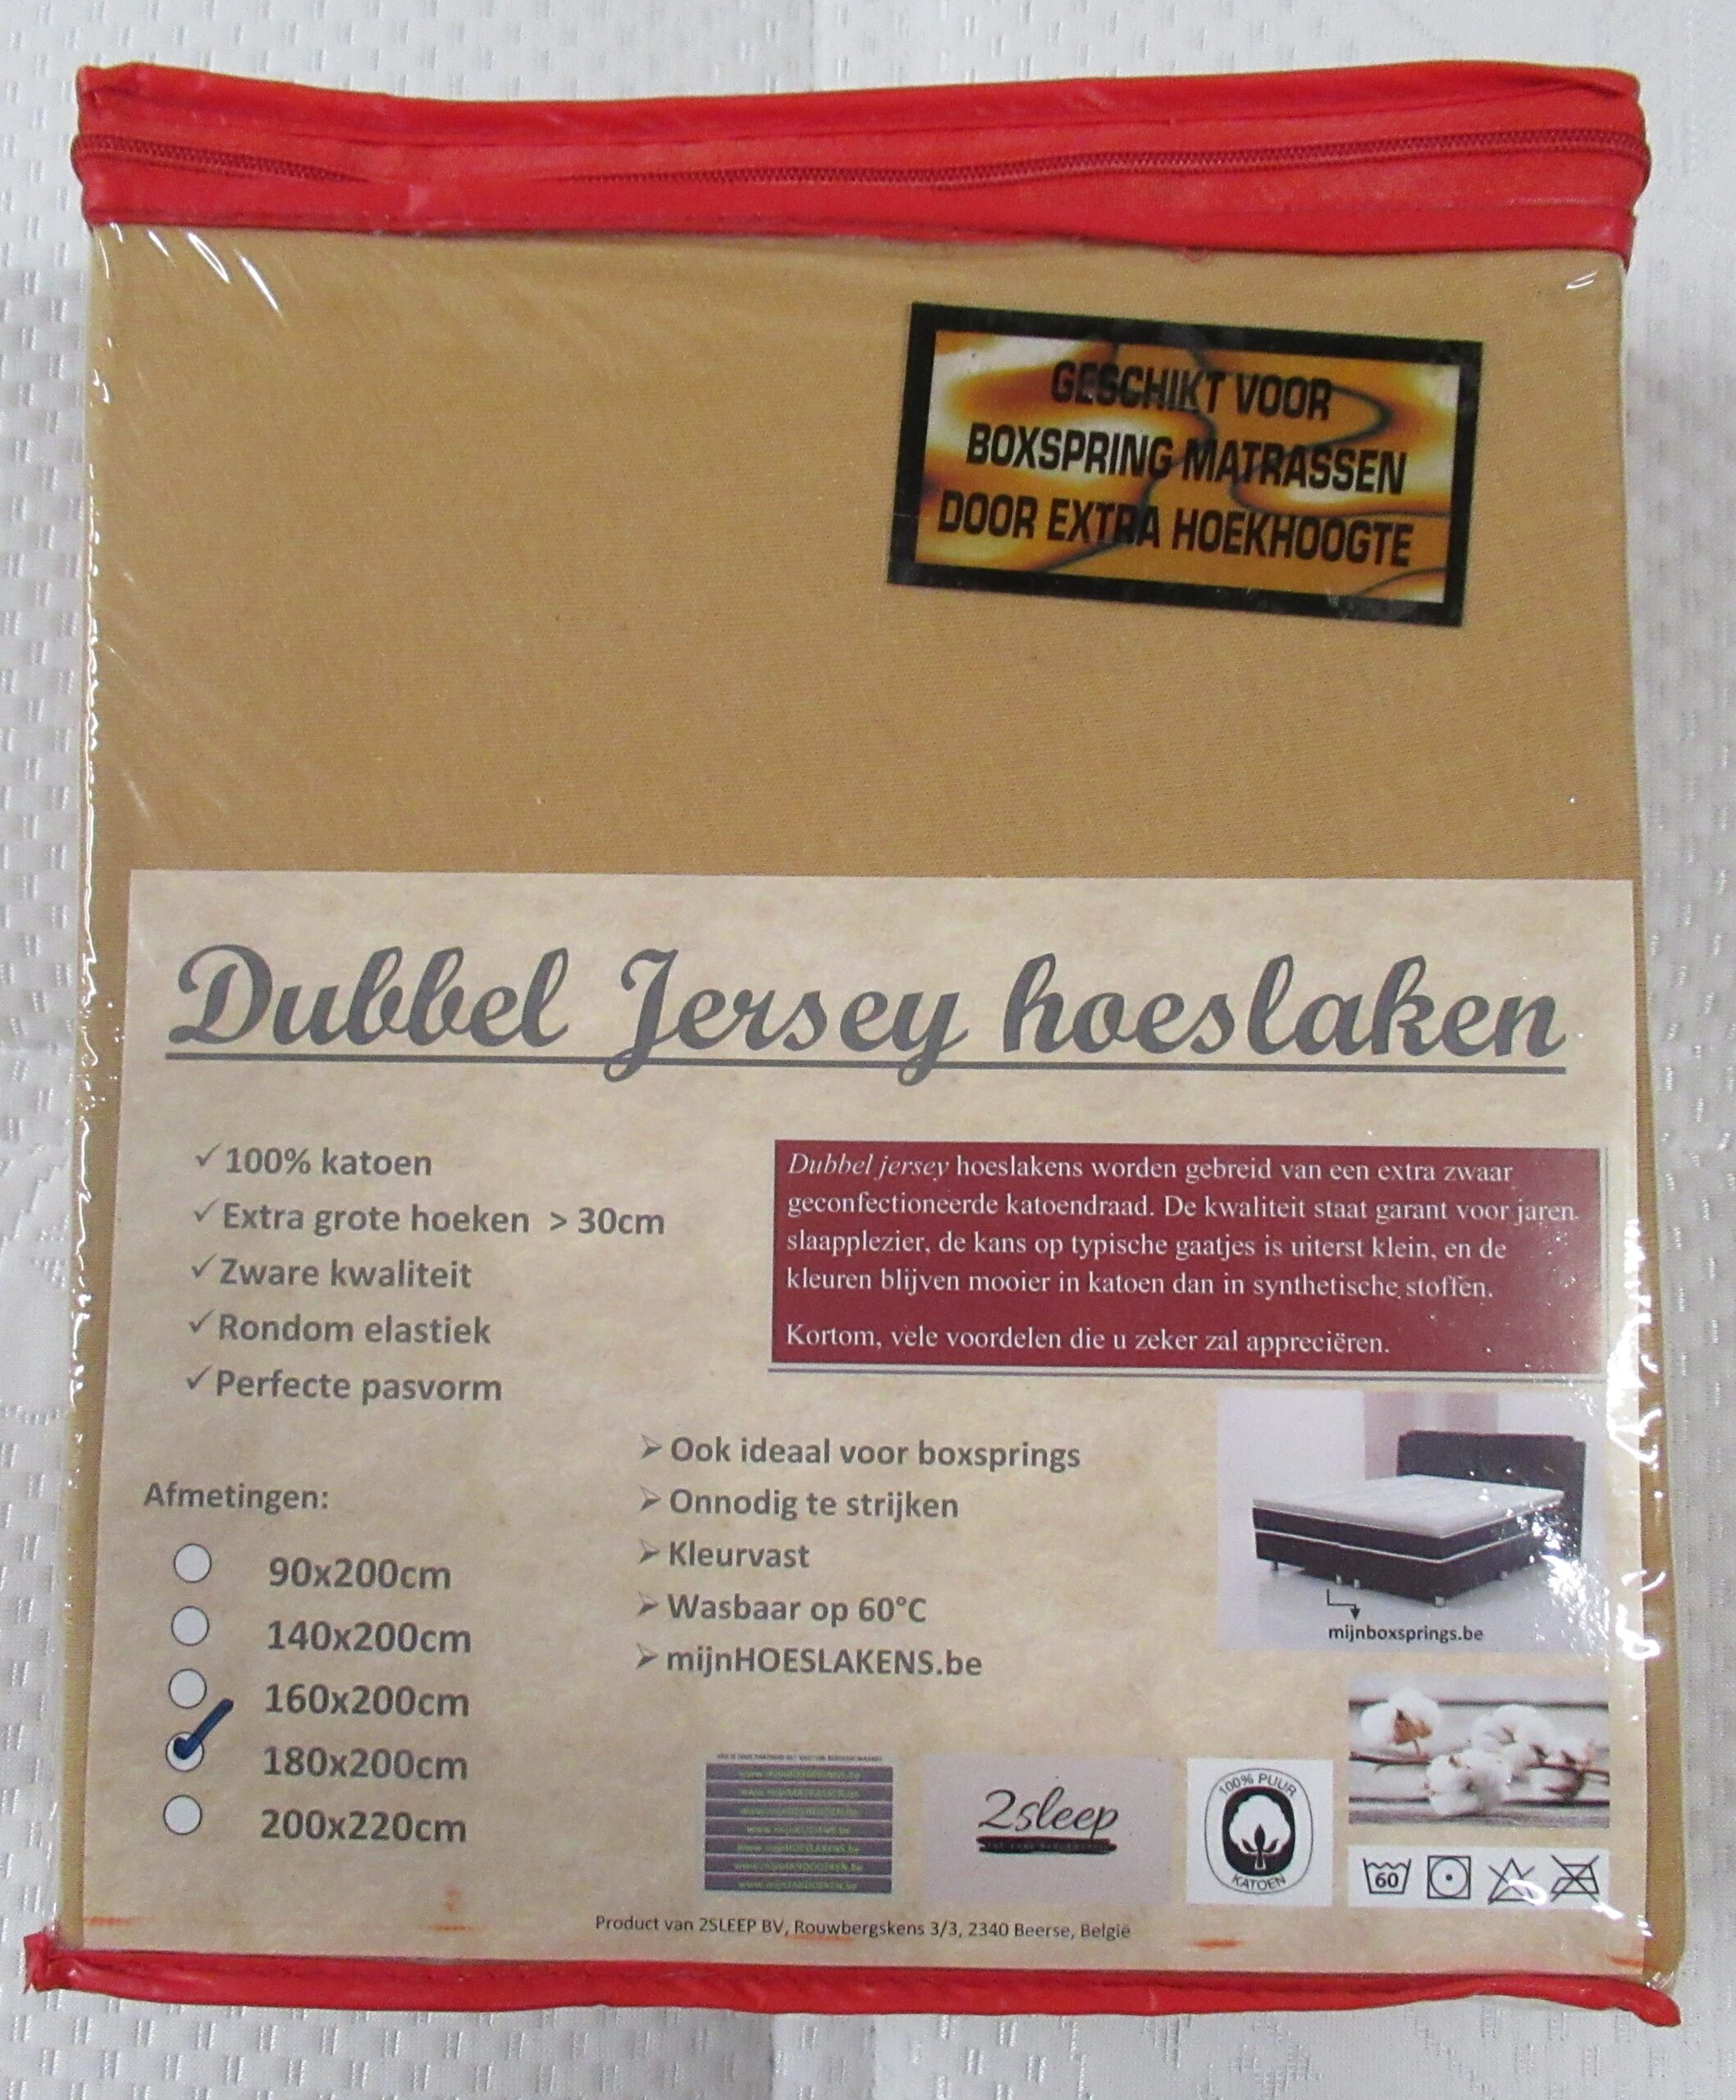 GESCHIKT VOOR
BOXSPRING MATRASSEN
DOOR EXTRA HOEKHOOGTE
Dubbel Jersey hoeslaken
✓100% katoen
✓Extra grote hoeken > 30cm
✓Zware kwaliteit
✓Rondom elastiek
✓Perfecte pasvorm
Dubbel jersey hoeslakens worden gebreid van een extra zwaar
geconfectioneerde katoendraad. De kwaliteit staat garant voor jaren
slaapplezier, de kans op typische gaatjes is uiterst klein, en de
kleuren blijven mooier in katoen dan in synthetische stoffen.
Kortom, vele voordelen die u zeker zal appreciëren.
➢Ook ideaal voor boxsprings
➢Onnodig te strijken
➢Kleurvast
➢Wasbaar op 60°C
➢mijnHOESLAKENS.be
Afmetingen:
90x200cm
140x200cm
160x200cm
180x200cm
200x220cm
mijnboxsprings.be
2sleep
100% PUUR
KATOEN
60
Product van 2SLEEP BV, Rouwbergskens 3/3, 2340 Beerse, België